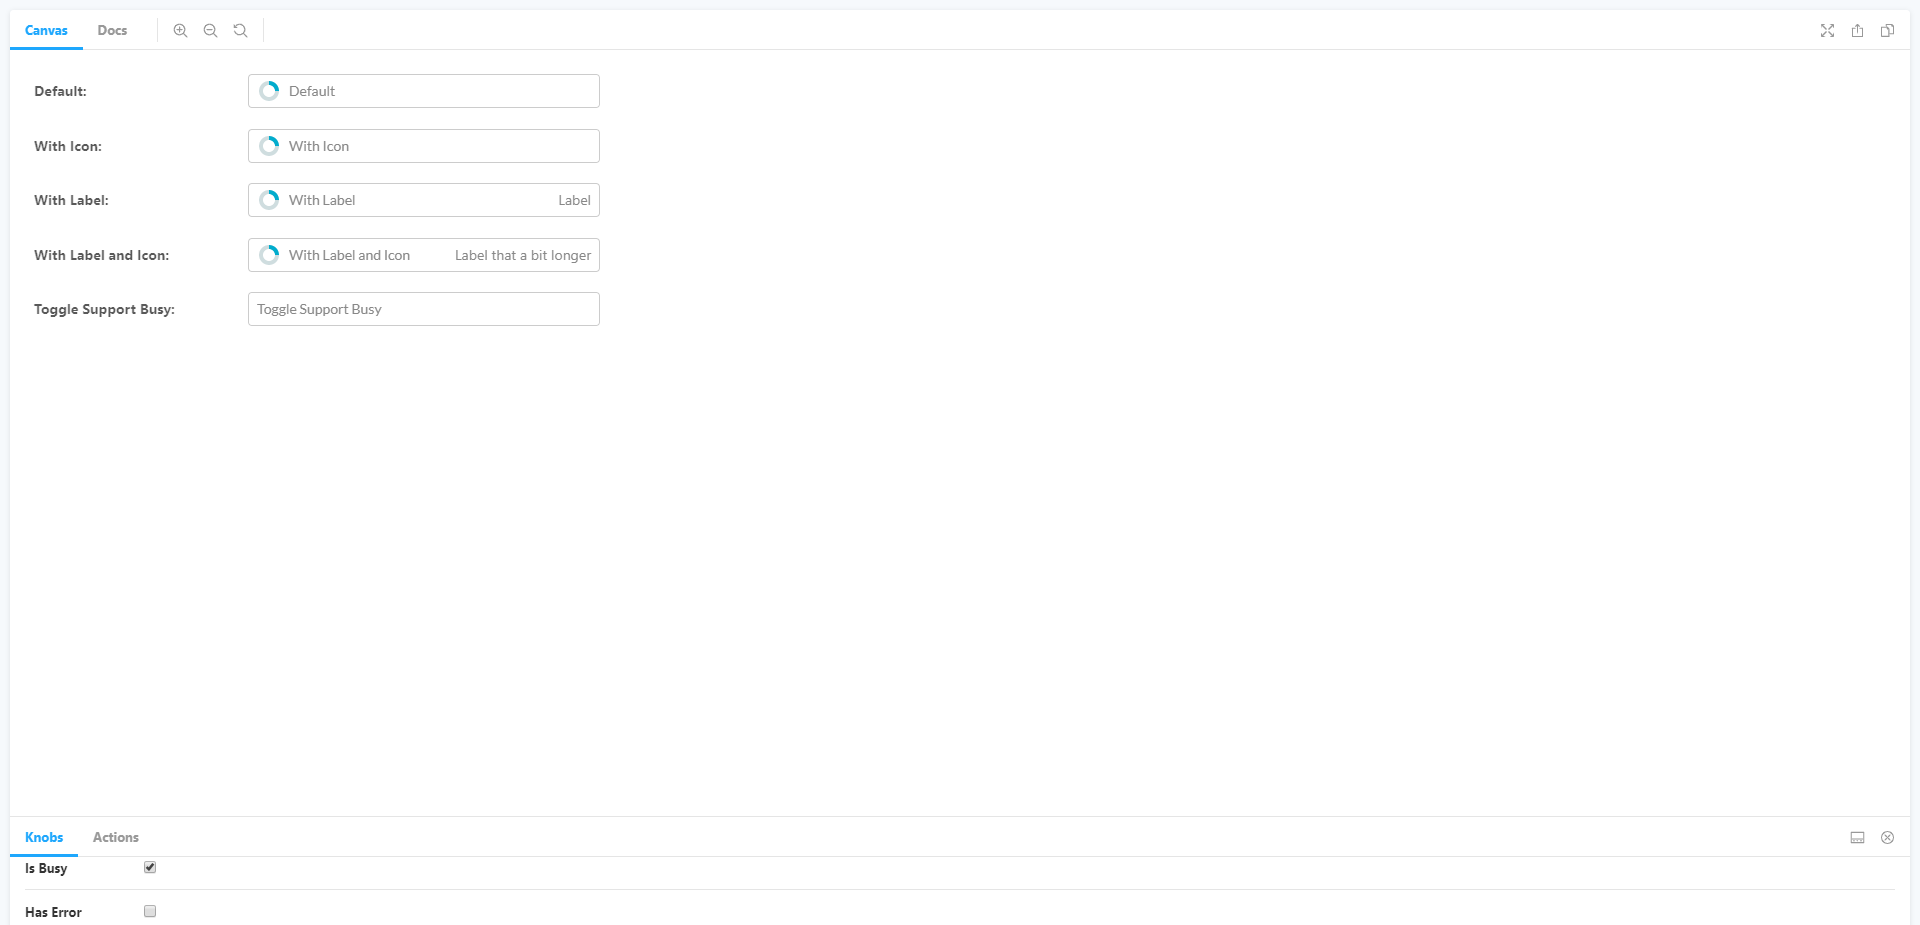 Canvas Docs
Default: Default
With Icon: With Icon
With Label: With Label Label
With Label and Icon: With Label and Icon Label that a bit longer
Toggle Support Busy: Toggle Support Busy
Knobs Actions
Is Busy
Has Error